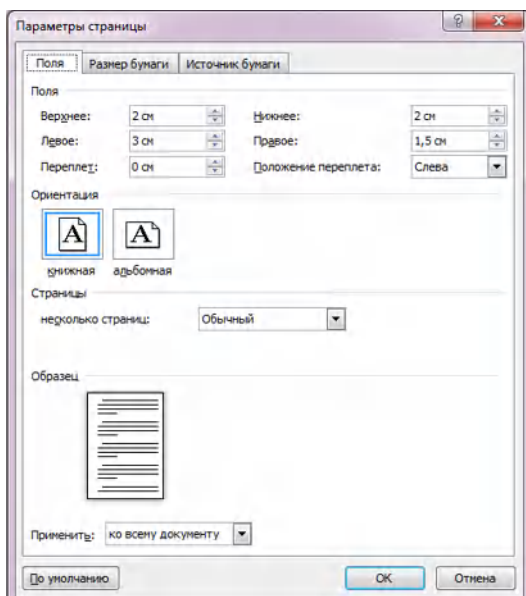 Параметры страницы
Поля Размер бумаги Источник бумаги
Поля
Верхнее: 2 см Нижнее: 2 см
Левое: 3 см Правое: 1,5 см
Переплет: 0 см Положение переплета: Слева
Ориентация
A A
книжная альбомная
Страницы
несколько страниц: Обычный
Образец
Применить: ко всему документу
По умолчанию ОК Отмена